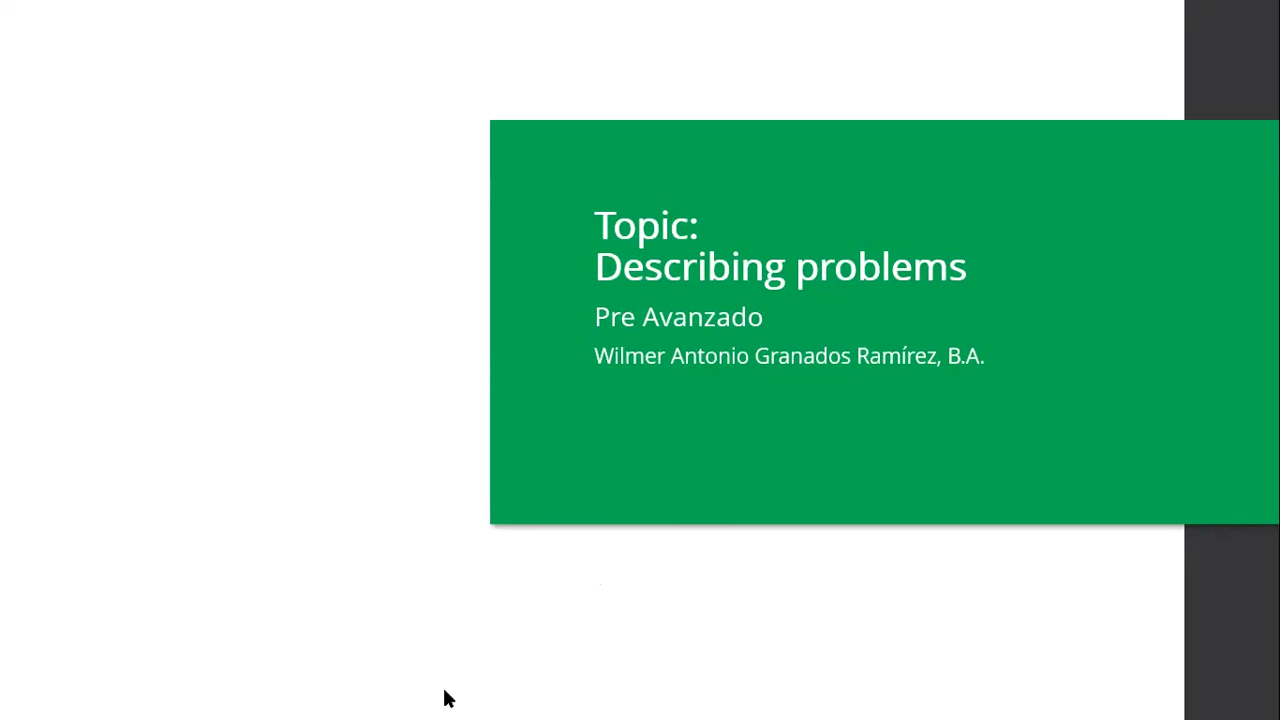 Topic:
Describing problems
Pre Avanzado
Wilmer Antonio Granados Ramírez, B.A.